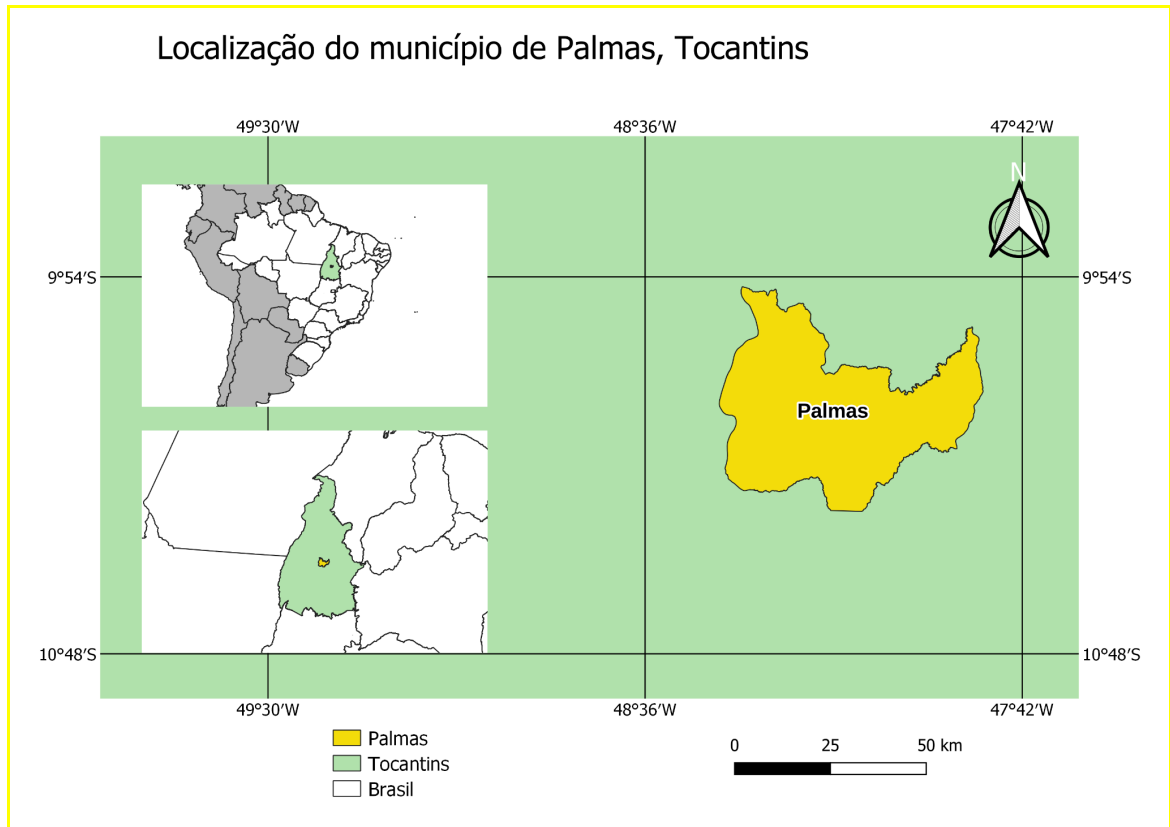 Localização do município de Palmas, Tocantins
49°30′W 48°36′W 47°42′W
N
9°54′S 9°54′S
Palmas
10°48′S 10°48′S
49°30′W 48°36′W 47°42′W
Palmas
Tocantins
Brasil
0 25 50 km